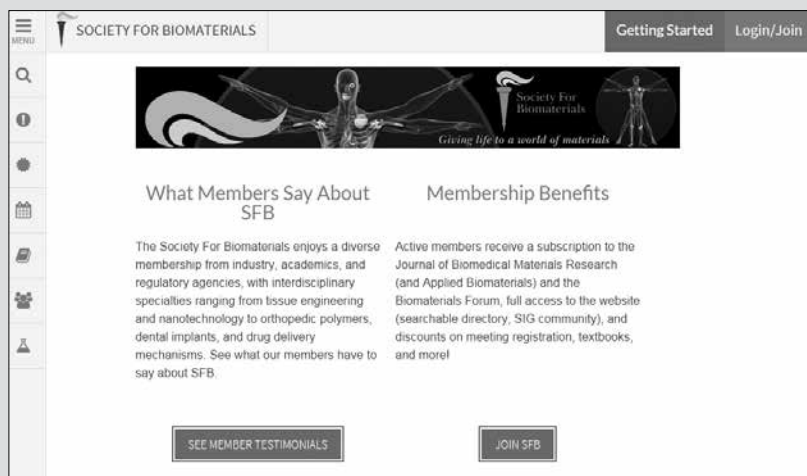 MENU
SOCIETY FOR BIOMATERIALS
Getting Started
Login/Join
Society For
Biomaterials
Giving life to a world of materials
What Members Say About
SFB
The Society For Biomaterials enjoys a diverse
membership from industry, academics, and
regulatory agencies, with interdisciplinary
specialties ranging from tissue engineering
and nanotechnology to orthopedic polymers,
dental implants, and drug delivery
mechanisms. See what our members have to
say about SFB.
SEE MEMBER TESTIMONIALS
Membership Benefits
Active members receive a subscription to the
Journal of Biomedical Materials Research
(and Applied Biomaterials) and the
Biomaterials Forum, full access to the website
(searchable directory, SIG community), and
discounts on meeting registration, textbooks,
and more!
JOIN SFB